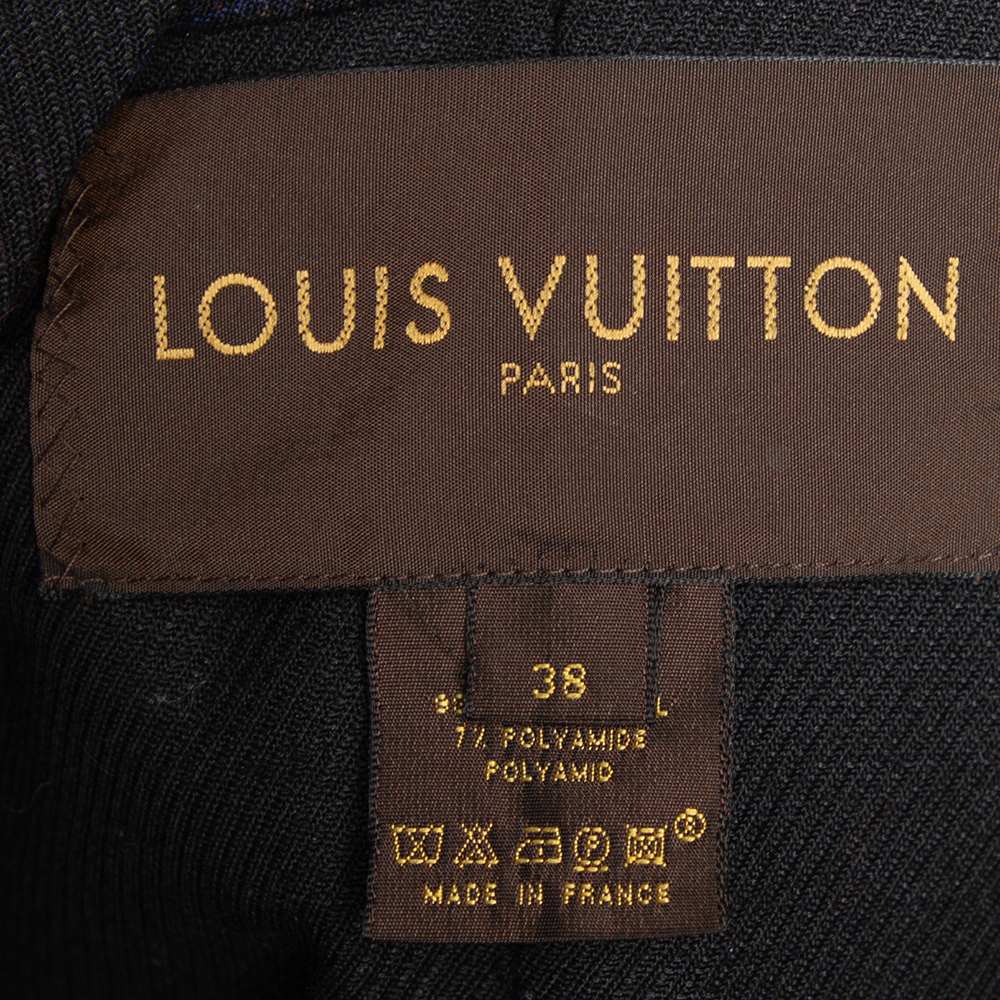 LOUIS VUITTON
PARIS
38
7% POLYAMIDE
POLYAMID
P
®
MADE IN FRANCE